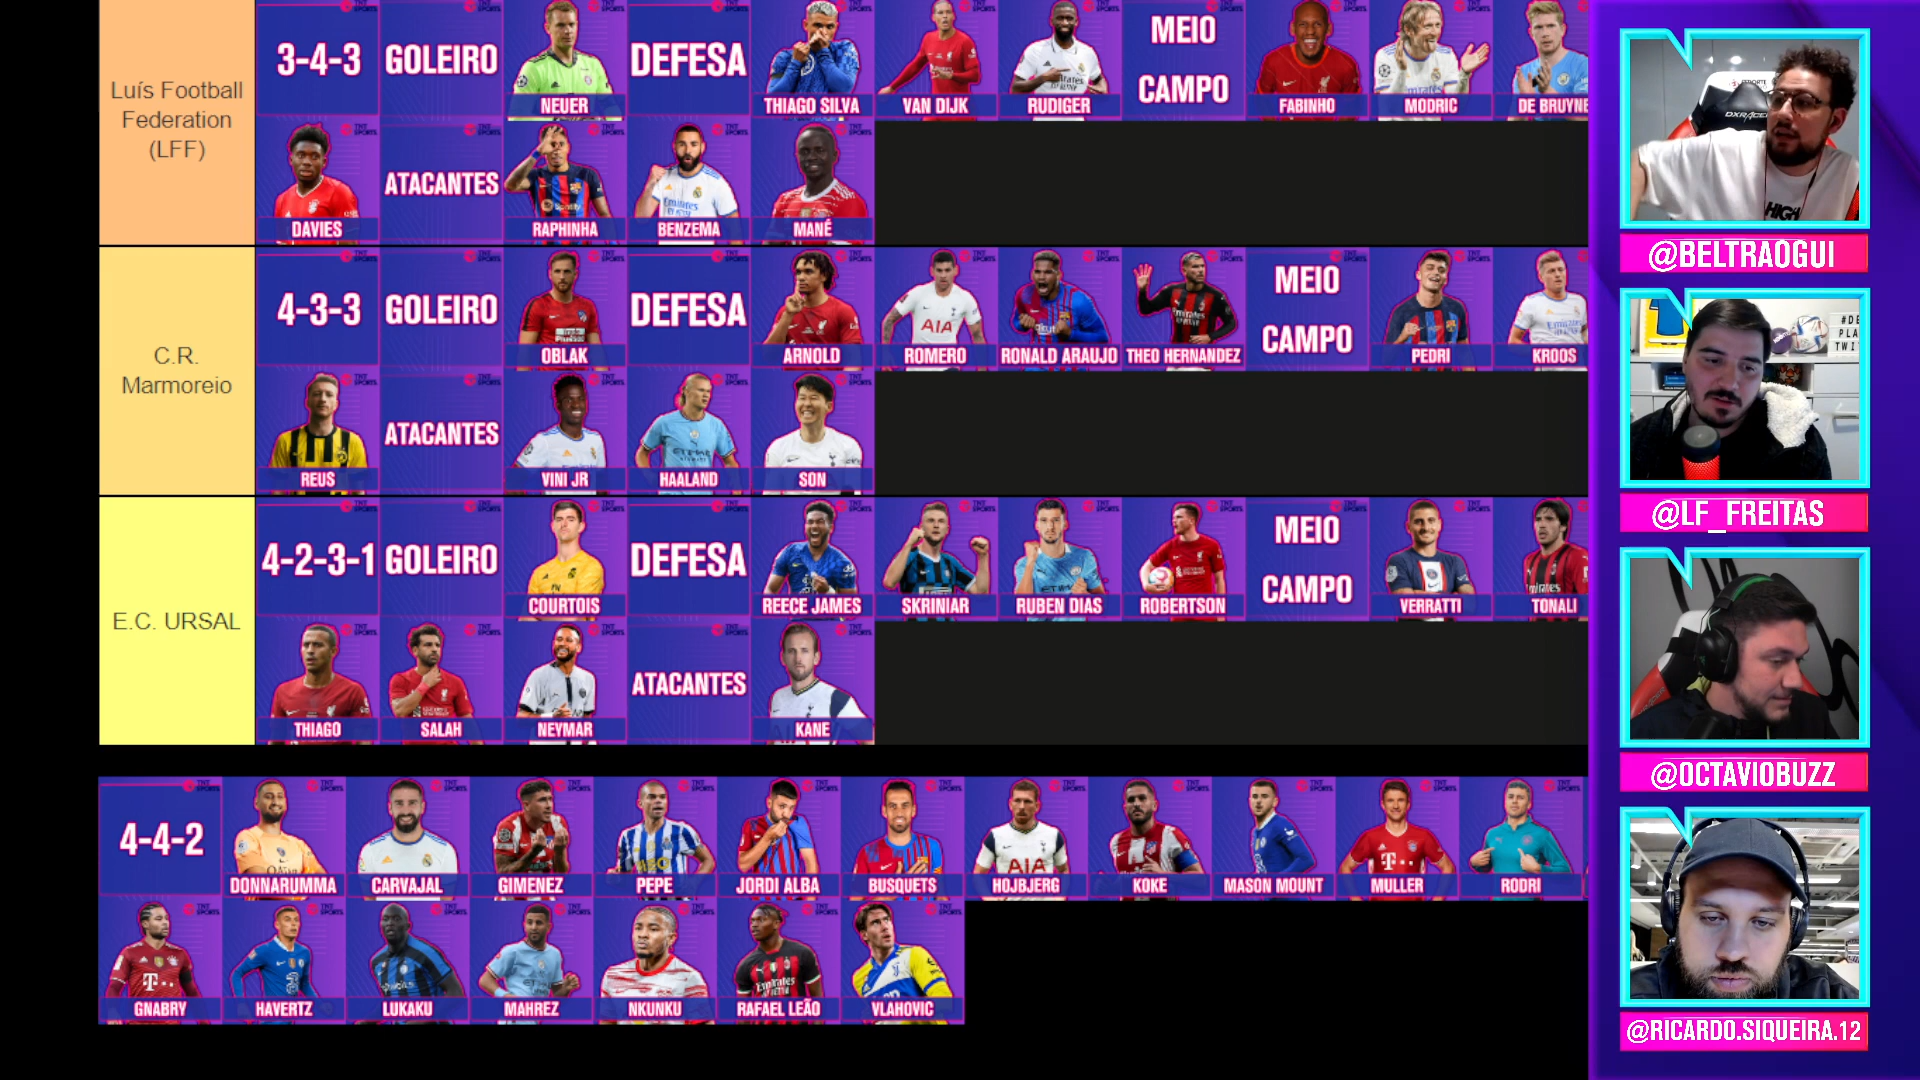 Luís Football
Federation
(LFF)
3-4-3
GOLEIRO
NEUER
DEFESA
THIAGO SILVA
VAN DIJK
RUDIGER
MEIO
CAMPO
FABINHO
MODRIC
DE BRUYNE
DAVIES
ATACANTES
RAPHINHA
BENZEMA
MANÉ
C.R.
Marmoreio
4-3-3
GOLEIRO
OBLAK
DEFESA
ARNOLD
ROMERO
RONALD ARAUJO
THEO HERNANDEZ
MEIO
CAMPO
PEDRI
KROOS
REUS
ATACANTES
VINI JR
HAALAND
SON
E.C. URSAL
4-2-3-1
GOLEIRO
COURTOIS
DEFESA
REECE JAMES
SKRINIAR
RUBEN DIAS
ROBERTSON
MEIO
CAMPO
VERRATTI
TONALI
THIAGO
SALAH
NEYMAR
ATACANTES
KANE
4-4-2
DONNARUMMA
CARVAJAL
GIMENEZ
PEPE
JORDI ALBA
BUSQUETS
HOJBJERG
KOKE
MASON MOUNT
MULLER
RODRI
GNABRY
HAVERTZ
LUKAKU
MAHREZ
NKUNKU
RAFAEL LEÃO
VLAHOVIC
@BELTRAOGUI
@LF_FREITAS
@OCTAVIOBUZZ
@RICARDO.SIQUEIRA.12